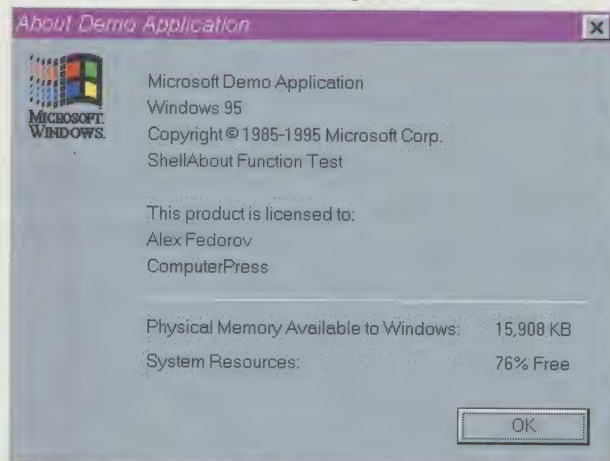 About Demo Application
MICROSOFT.
WINDOWS.
Microsoft Demo Application
Windows 95
Copyright © 1985-1995 Microsoft Corp.
ShellAbout Function Test
This product is licensed to:
Alex Fedorov
ComputerPress
Physical Memory Available to Windows: 15,908 KB
System Resources: 76% Free
OK